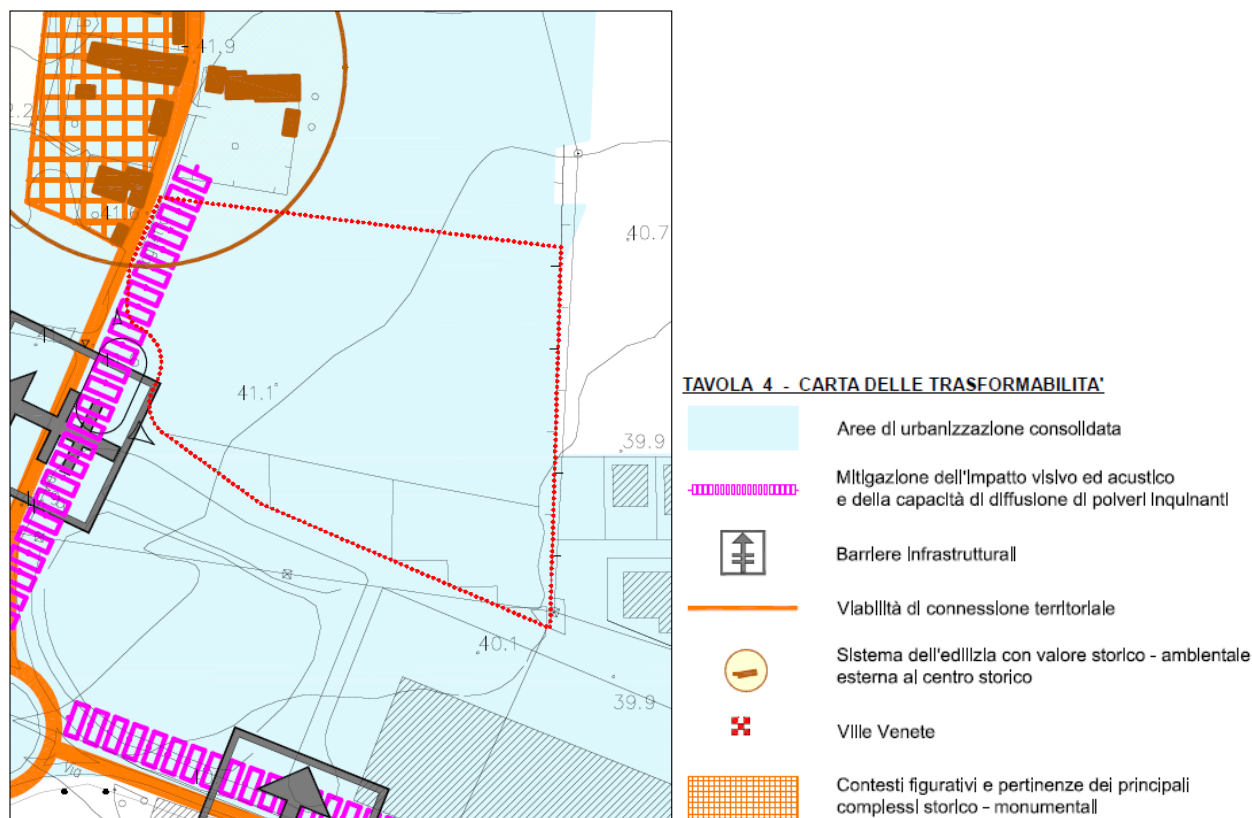 41.9
2.2
40.7
41.1
39.9
40.1
39.9
Via
TAVOLA 4 - CARTA DELLE TRASFORMABILITA'
Aree di urbanizzazione consolidata
Mitigazione dell'impatto visivo ed acustico
e della capacità di diffusione di polveri inquinanti
Barriere infrastrutturali
Viabilità di connessione territoriale
Sistema dell'edilizia con valore storico - ambientale
esterna al centro storico
Ville Venete
Contesti figurativi e pertinenze dei principali
complessi storico - monumentali